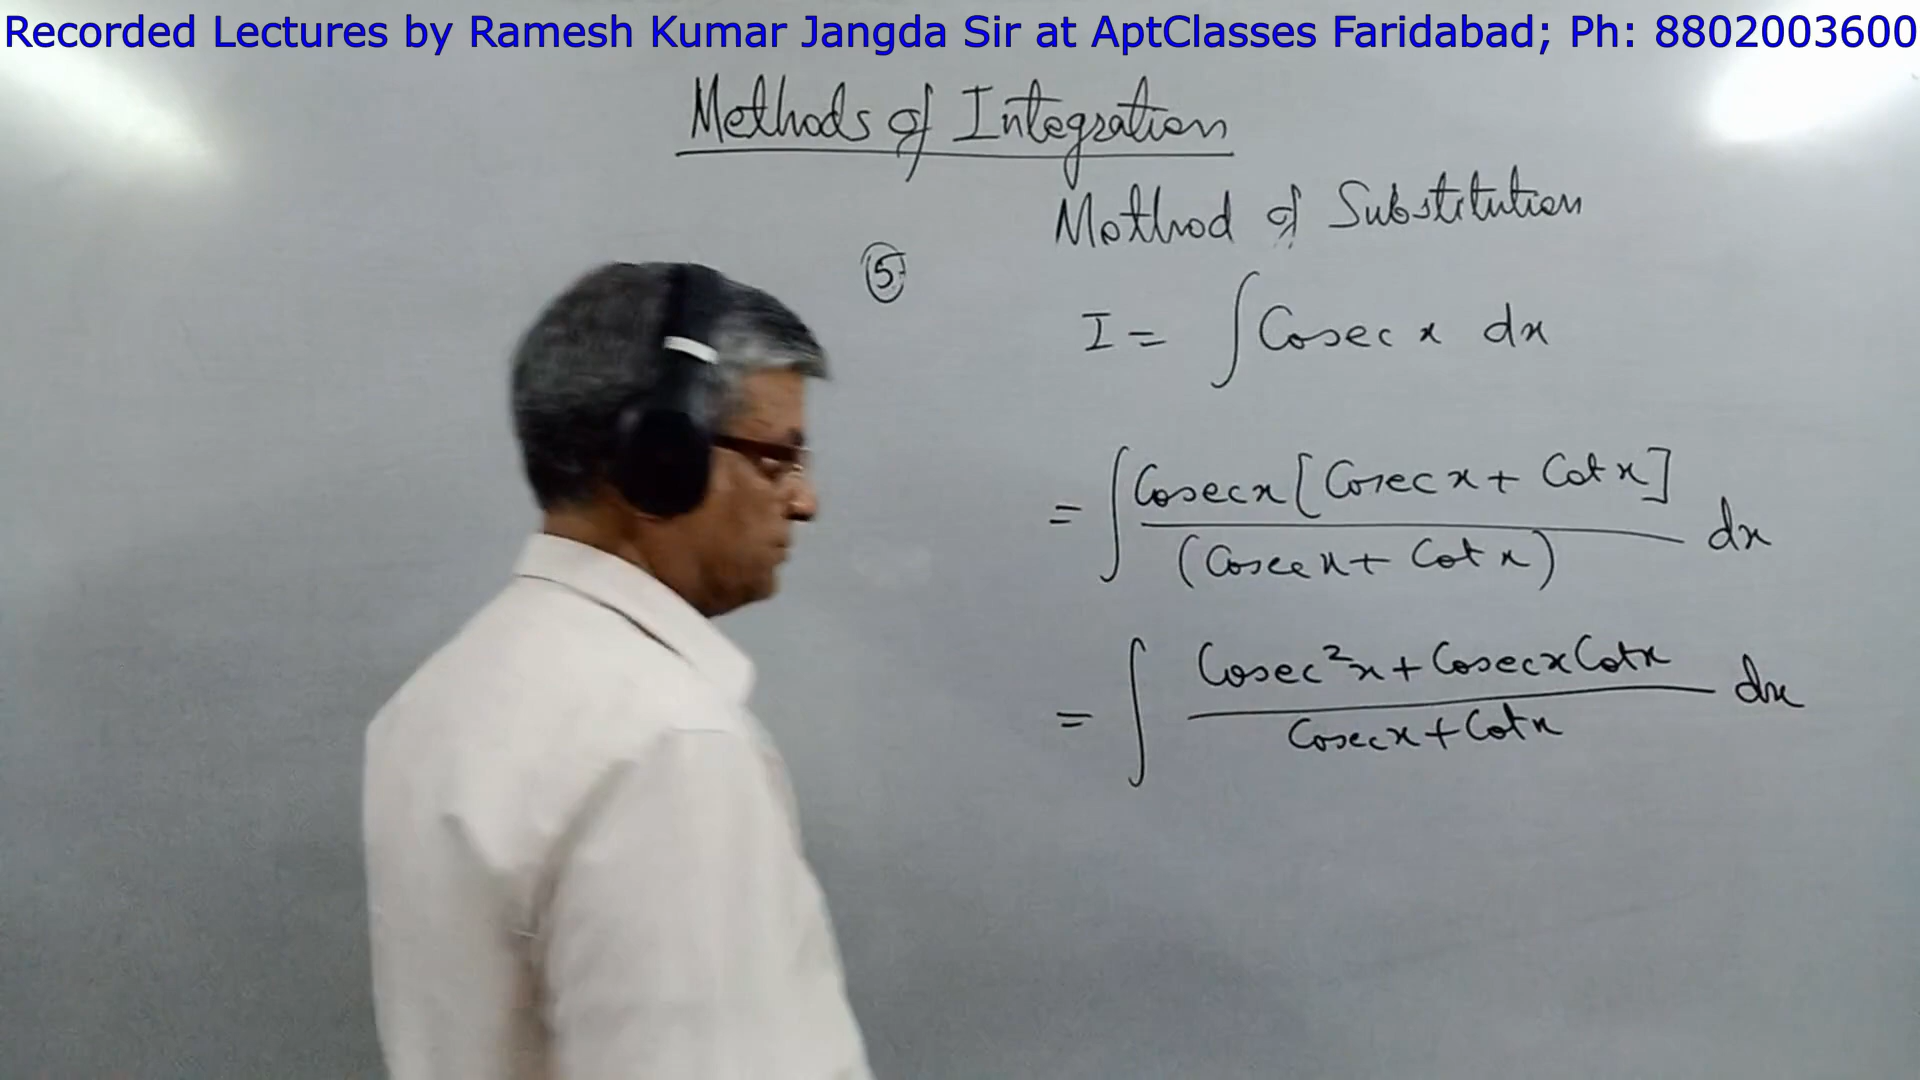 Recorded Lectures by Ramesh Kumar Jangda Sir at AptClasses Faridabad; Ph: 8802003600
Methods of Integration
Method of Substitution
⑤
I = ∫ Cosec x dx
= ∫ Cosec x [Cosec x + Cot x] / (Cosec x + Cot x) dx
= ∫ Cosec²x + Cosec x Cot x / Cosec x + Cot x dx